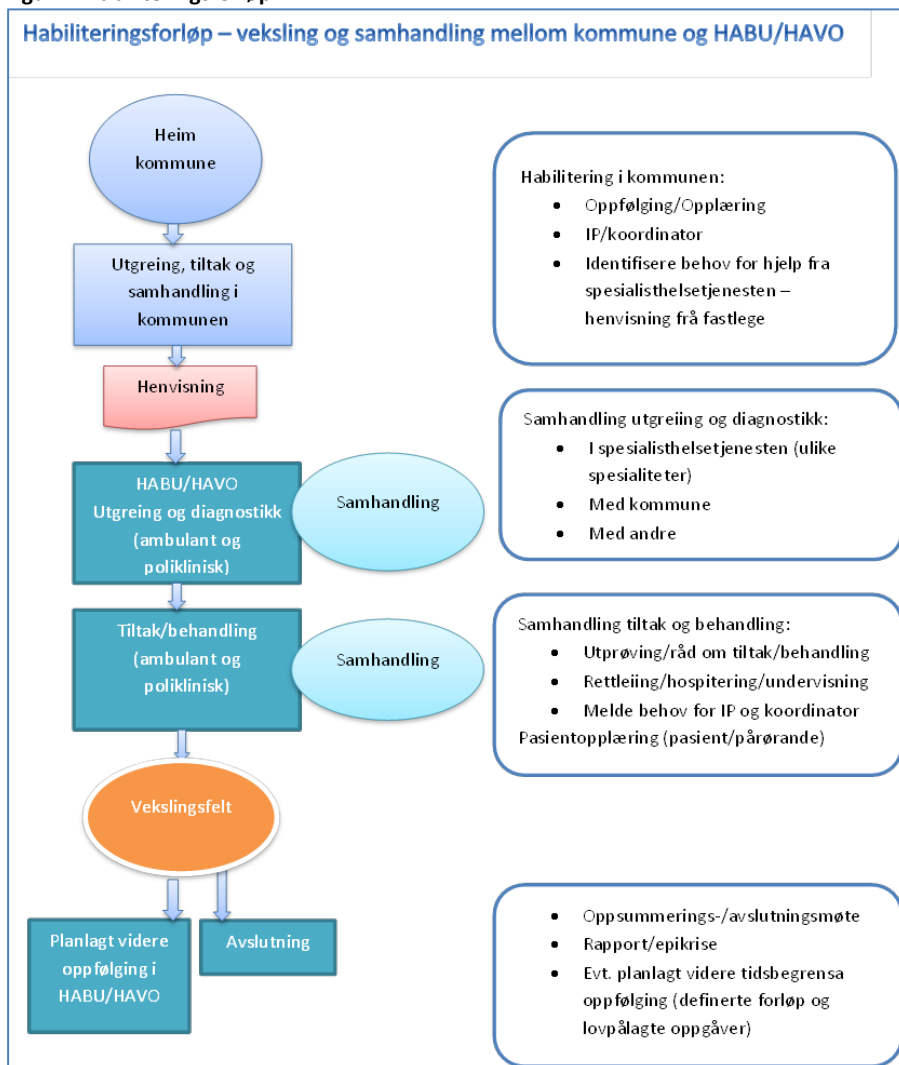 Habiliteringsforløp – veksling og samhandling mellom kommune og HABU/HAVO
Heim
kommune
Utgreing, tiltak og
samhandling i
kommunen
Henvisning
HABU/HAVO
Utgreing og diagnostikk
(ambulant og
poliklinisk)
Samhandling
Tiltak/behandling
(ambulant og
poliklinisk)
Samhandling
Vekslingsfelt
Planlagt videre
oppfølging i
HABU/HAVO
Avslutning
Habilitering i kommunen:
• Oppfølging/Opplæring
• IP/koordinator
• Identifisere behov for hjelp fra
spesialisthelsetjenesten –
henvisning frå fastlege
Samhandling utgreiing og diagnostikk:
• I spesialisthelsetjenesten (ulike
spesialiteter)
• Med kommune
• Med andre
Samhandling tiltak og behandling:
• Utprøving/råd om tiltak/behandling
• Rettleiing/hospitering/undervisning
• Melde behov for IP og koordinator
Pasientopplæring (pasient/pårørande)
• Oppsummerings-/avslutningsmøte
• Rapport/epikrise
• Evt. planlagt videre tidsbegrensa
oppfølging (definerte forløp og
lovpålagte oppgåver)